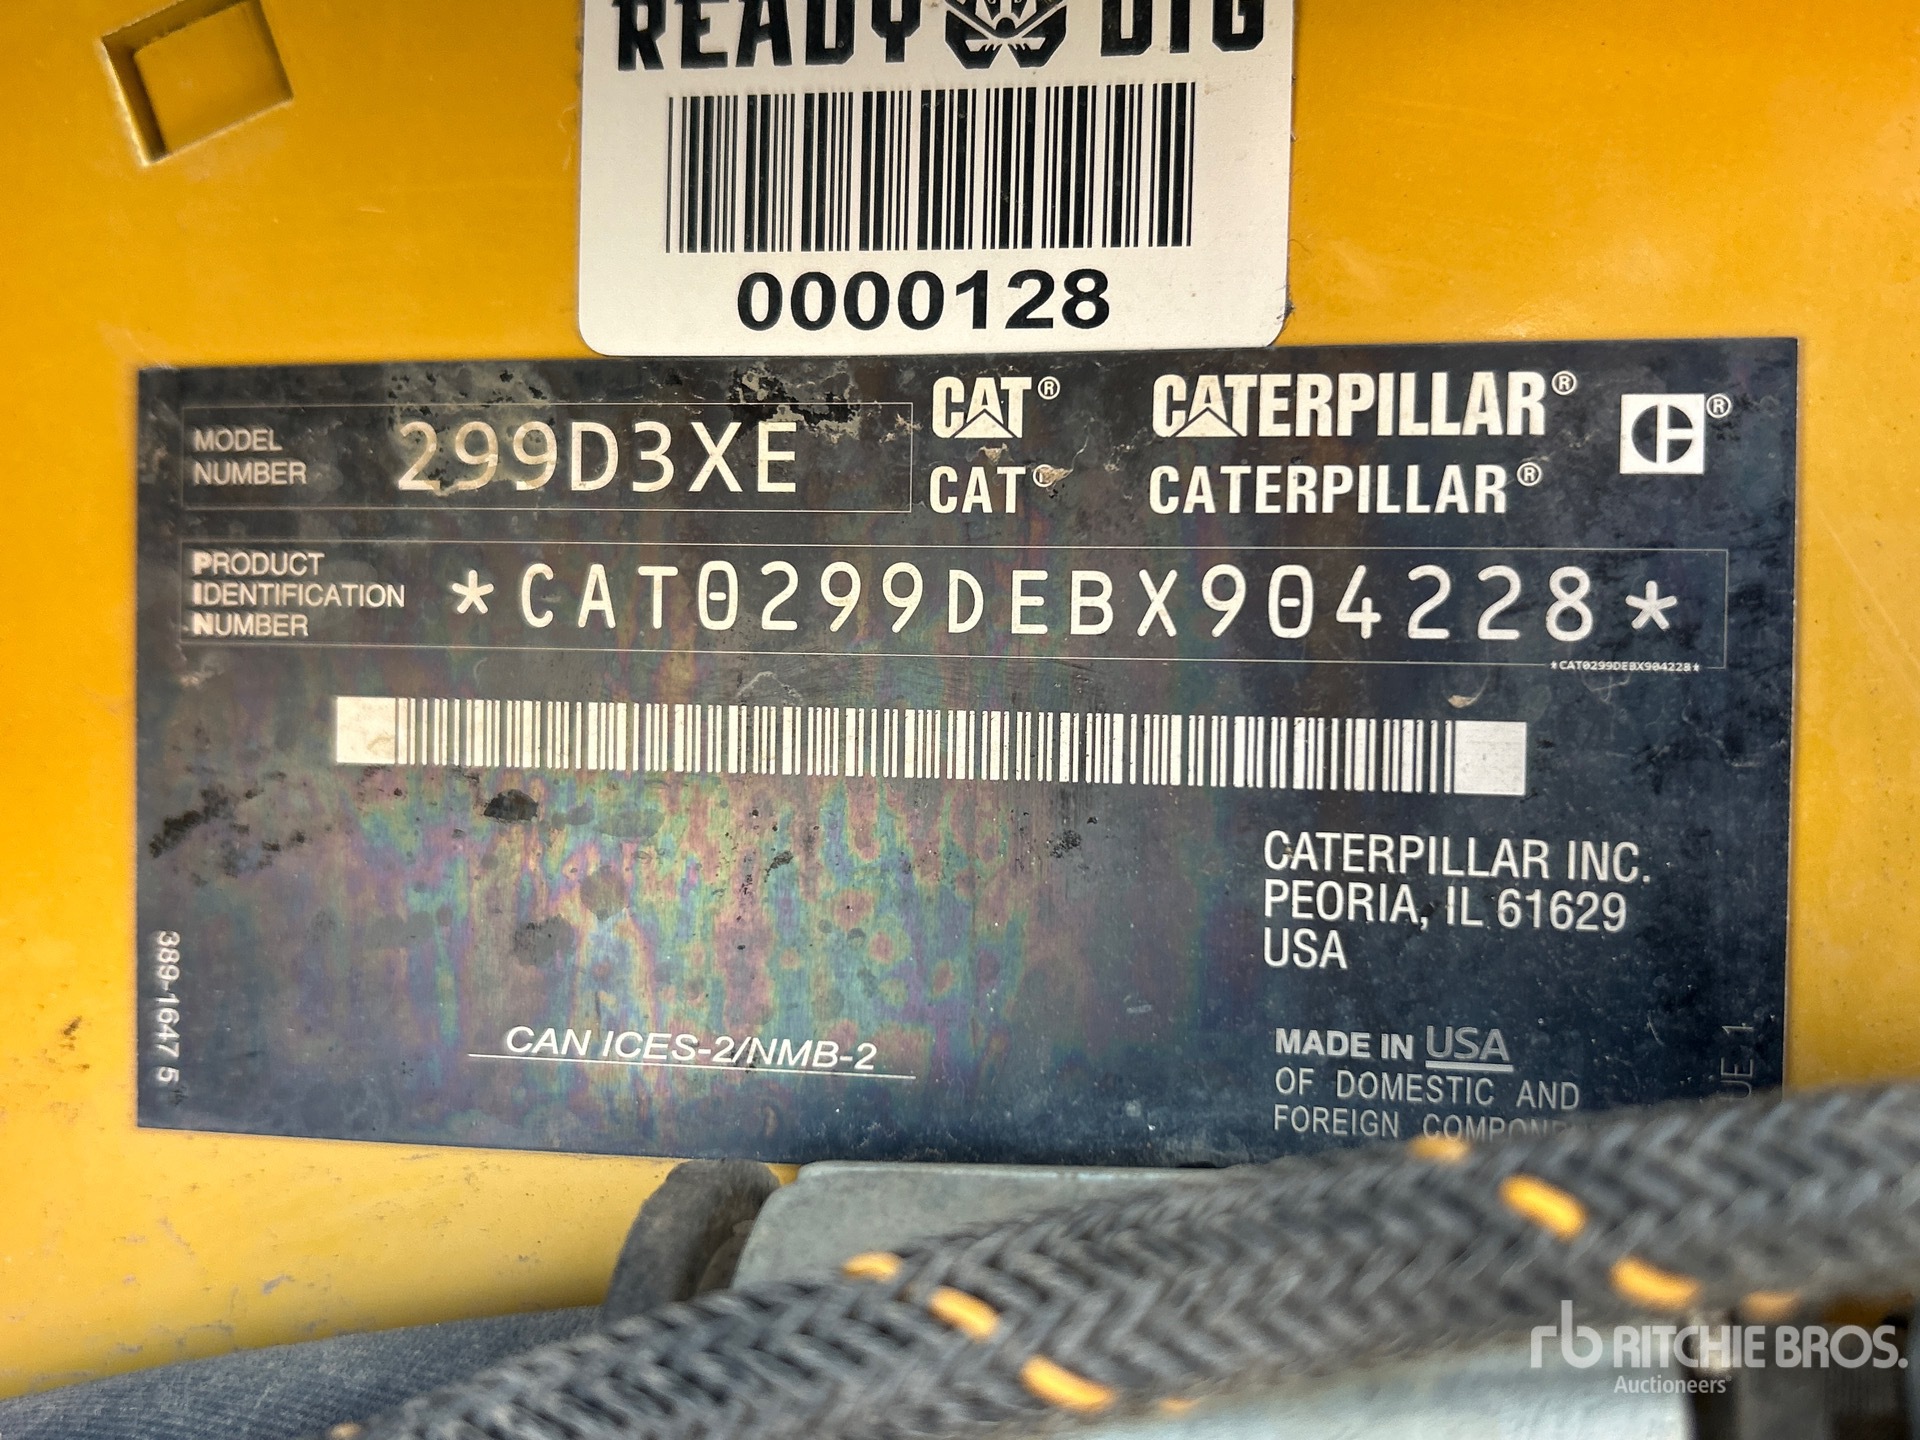 READY DIG
0000128
MODEL NUMBER 299D3XE
CAT® CATERPILLAR® ®
CAT® CATERPILLAR®
PRODUCT IDENTIFICATION NUMBER *CAT0299DEBX904228*
*CAT0299DEBX904228*
CATERPILLAR INC.
PEORIA, IL 61629
USA
389-1647 5
CAN ICES-2/NMB-2
MADE IN USA
OF DOMESTIC AND
FOREIGN
rb RITCHIE BROS.
Auctioneers